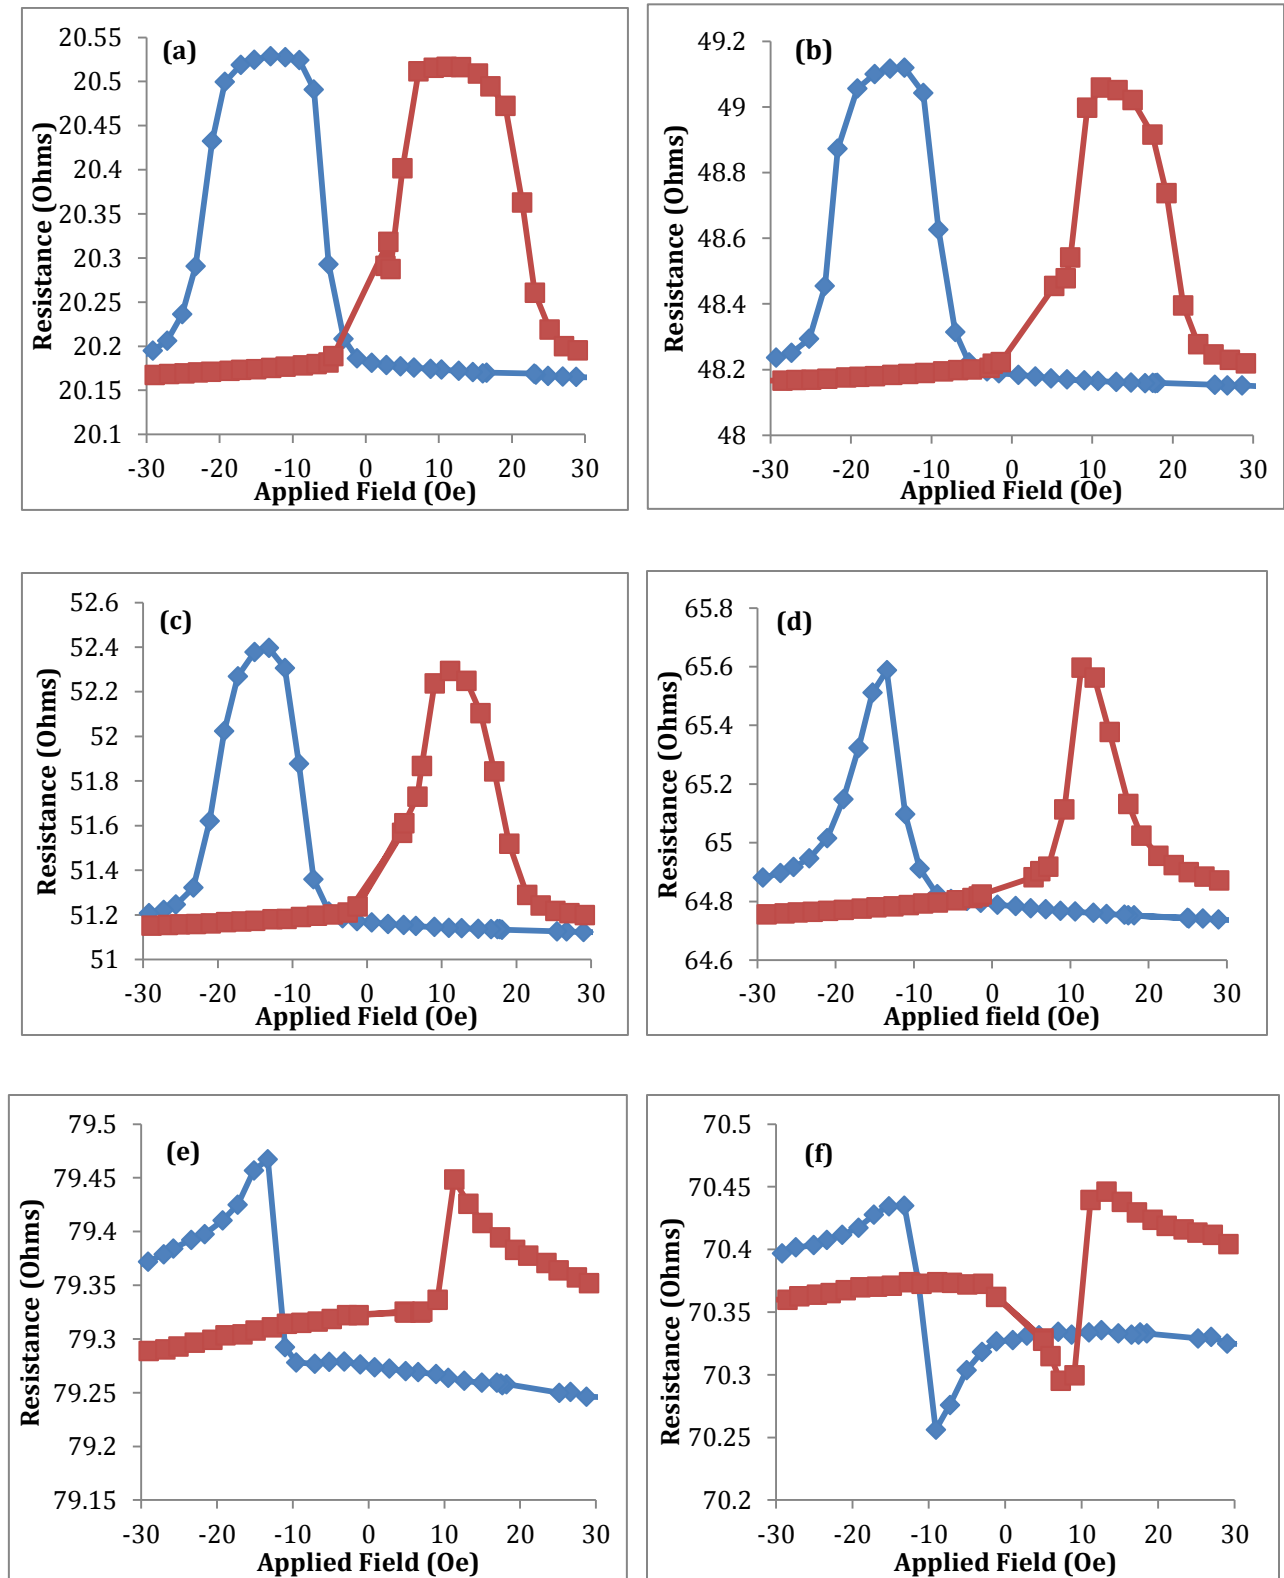 (a)
Resistance (Ohms)
20.55
20.5
20.45
20.4
20.35
20.3
20.25
20.2
20.15
20.1
-30 -20 -10 0 10 20 30
Applied Field (Oe)
(b)
Resistance (Ohms)
49.2
49
48.8
48.6
48.4
48.2
48
-30 -20 -10 0 10 20 30
Applied Field (Oe)
(c)
Resistance (Ohms)
52.6
52.4
52.2
52
51.8
51.6
51.4
51.2
51
-30 -20 -10 0 10 20 30
Applied Field (Oe)
(d)
Resistance (Ohms)
65.8
65.6
65.4
65.2
65
64.8
64.6
-30 -20 -10 0 10 20 30
Applied field (Oe)
(e)
Resistance (Ohms)
79.5
79.45
79.4
79.35
79.3
79.25
79.2
79.15
-30 -20 -10 0 10 20 30
Applied Field (Oe)
(f)
Resistance (Ohms)
70.5
70.45
70.4
70.35
70.3
70.25
70.2
-30 -20 -10 0 10 20 30
Applied Field (Oe)